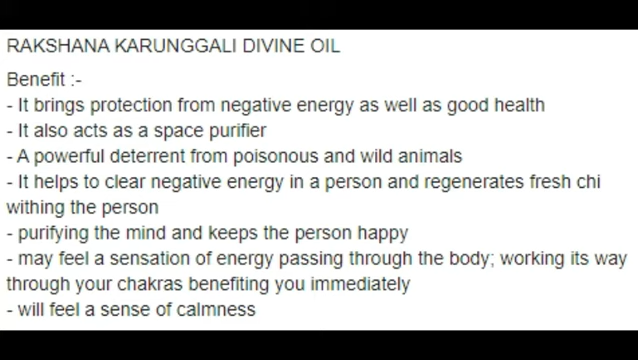 RAKSHANA KARUNGGALI DIVINE OIL
Benefit :-
- It brings protection from negative energy as well as good health
- It also acts as a space purifier
- A powerful deterrent from poisonous and wild animals
- It helps to clear negative energy in a person and regenerates fresh chi
withing the person
- purifying the mind and keeps the person happy
- may feel a sensation of energy passing through the body; working its way
through your chakras benefiting you immediately
- will feel a sense of calmness